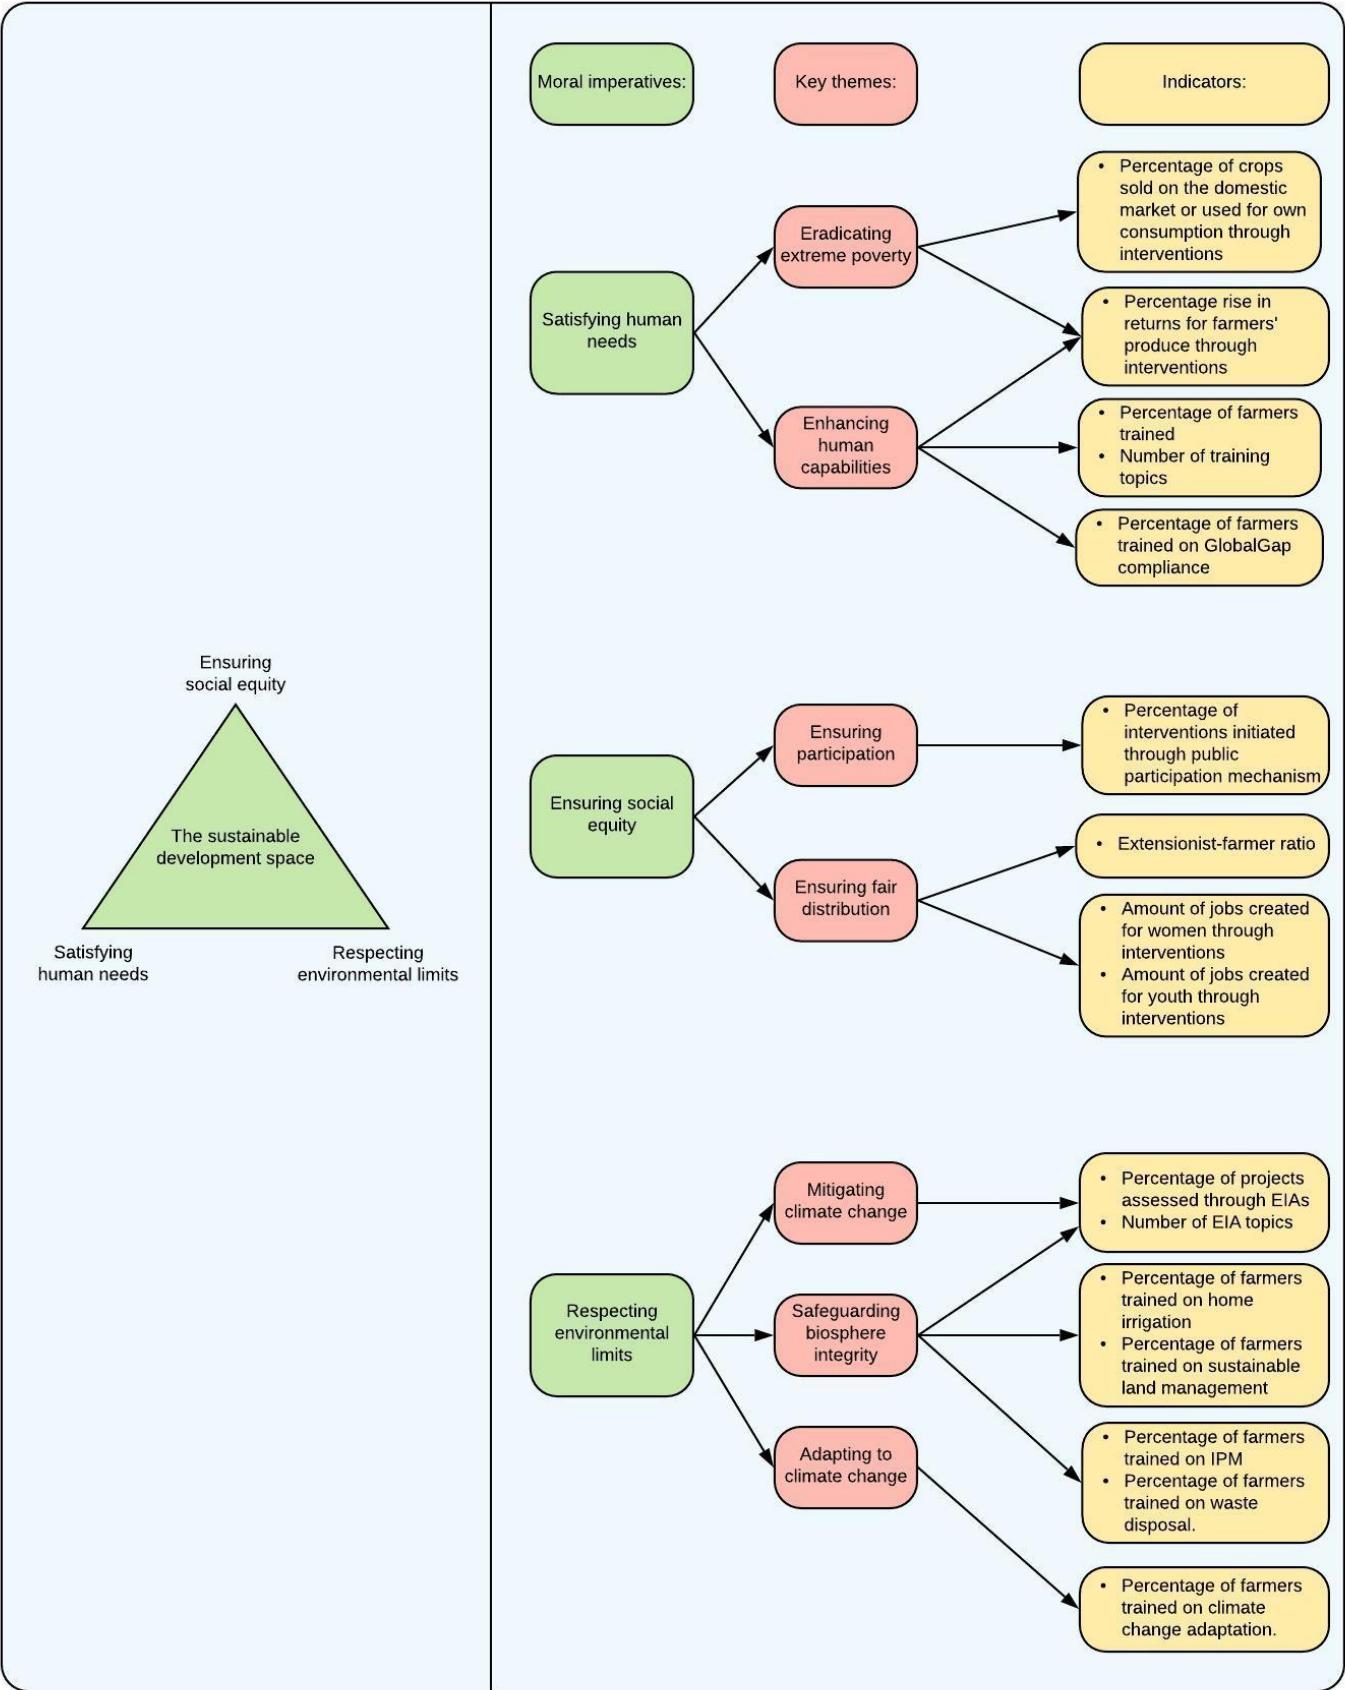 Ensuring
social equity
The sustainable
development space
Satisfying
human needs
Respecting
environmental limits
Moral imperatives:
Key themes:
Indicators:
Satisfying human
needs
Eradicating
extreme poverty
Enhancing
human
capabilities
• Percentage of crops
sold on the domestic
market or used for own
consumption through
interventions
• Percentage rise in
returns for farmers'
produce through
interventions
• Percentage of farmers
trained
• Number of training
topics
• Percentage of farmers
trained on GlobalGap
compliance
Ensuring social
equity
Ensuring
participation
Ensuring fair
distribution
• Percentage of
interventions initiated
through public
participation mechanism
• Extensionist-farmer ratio
• Amount of jobs created
for women through
interventions
• Amount of jobs created
for youth through
interventions
Respecting
environmental
limits
Mitigating
climate change
Safeguarding
biosphere
integrity
Adapting to
climate change
• Percentage of projects
assessed through EIAs
• Number of EIA topics
• Percentage of farmers
trained on home
irrigation
• Percentage of farmers
trained on sustainable
land management
• Percentage of farmers
trained on IPM
• Percentage of farmers
trained on waste
disposal.
• Percentage of farmers
trained on climate
change adaptation.